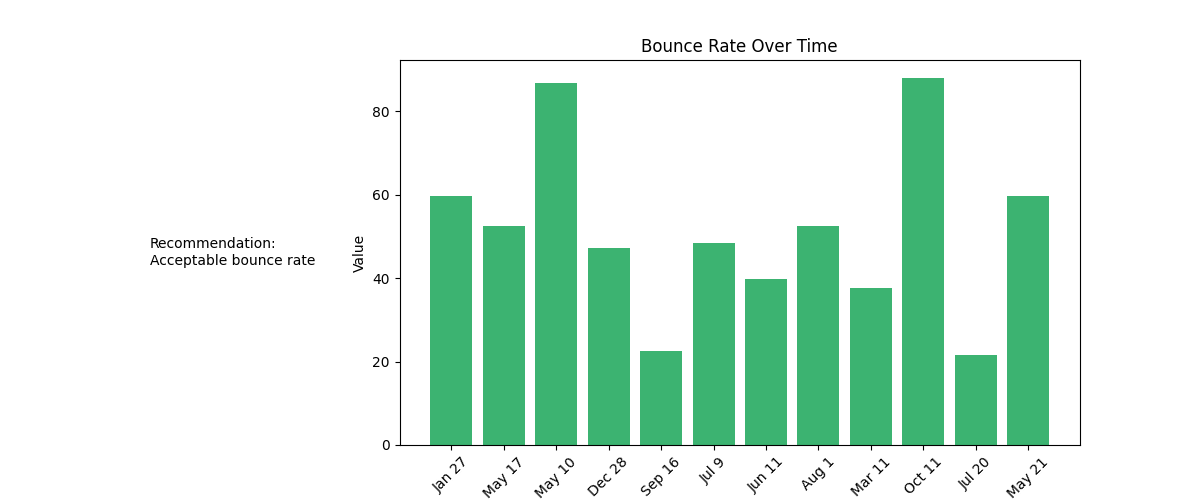 Bounce Rate Over Time
Recommendation:
Acceptable bounce rate
Value
80
60
40
20
0
Jan 27
May 17
May 10
Dec 28
Sep 16
Jul 9
Jun 11
Aug 1
Mar 11
Oct 11
Jul 20
May 21